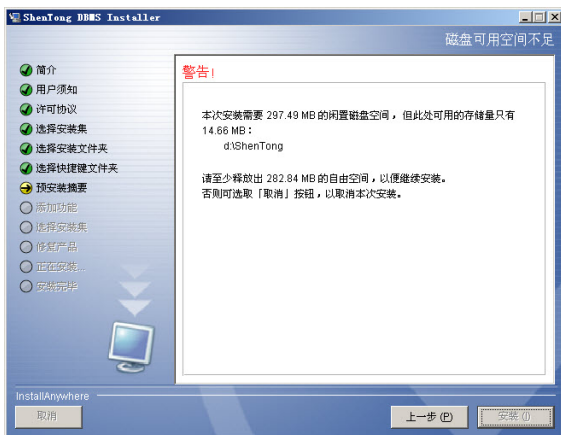 ShenTong DBMS Installer
磁盘可用空间不足
简介
用户须知
许可协议
选择安装集
选择安装文件夹
选择快捷键文件夹
预安装摘要
添加功能
选择安装集
修复产品
正在安装...
安装完毕
警告!
本次安装需要 297.49 MB 的闲置磁盘空间，但此处可用的存储量只有
14.66 MB：
d:\ShenTong
请至少释放出 282.84 MB 的自由空间，以便继续安装。
否则可选取「取消」按钮，以取消本次安装。
InstallAnywhere
取消
上一步 (P)
安装 (I)